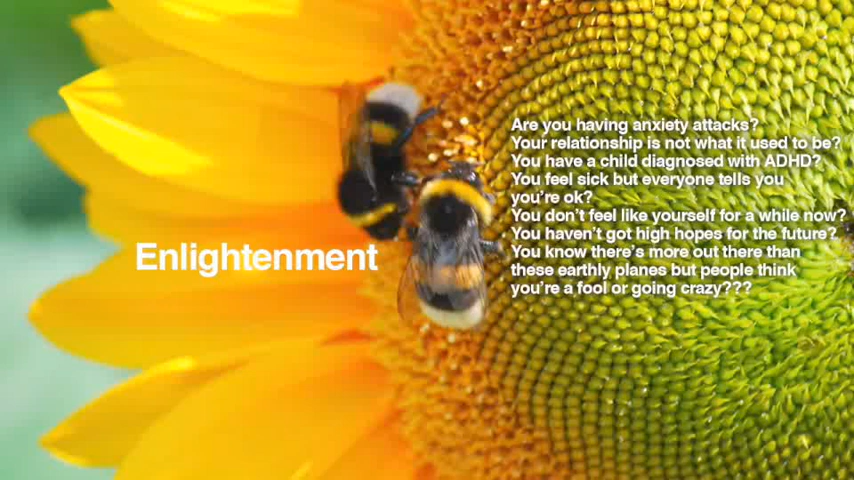 Enlightenment
Are you having anxiety attacks?
Your relationship is not what it used to be?
You have a child diagnosed with ADHD?
You feel sick but everyone tells you
you're ok?
You don't feel like yourself for a while now?
You haven't got high hopes for the future?
You know there's more out there than
these earthly planes but people think
you're a fool or going crazy???